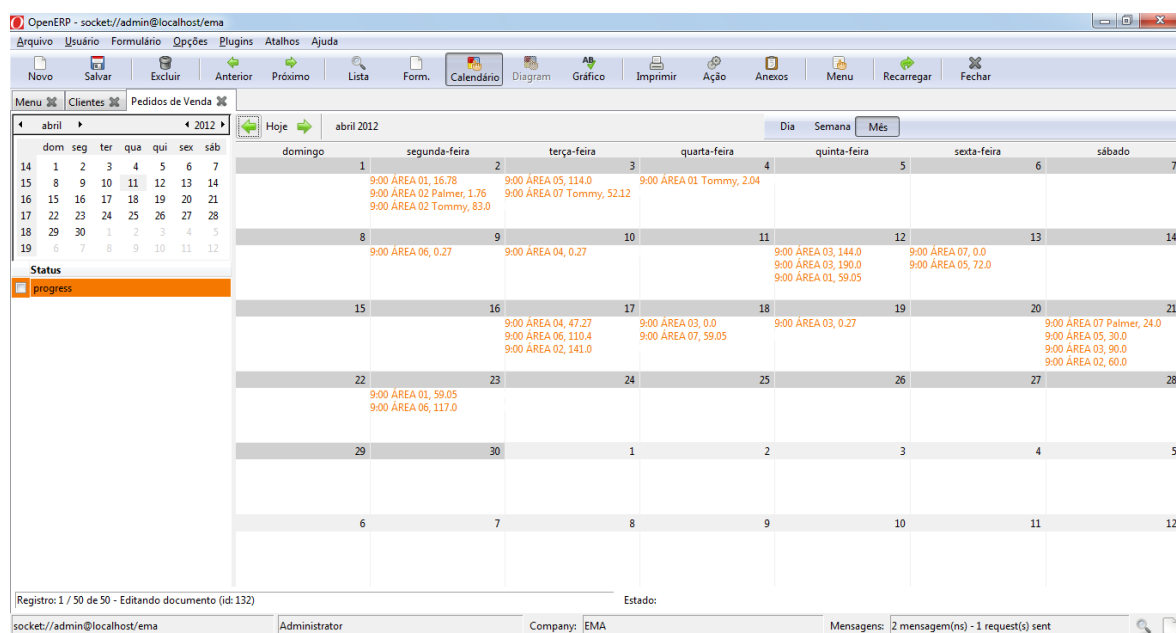 OpenERP - socket://admin@localhost/ema
Arquivo Usuário Formulário Opções Plugins Atalhos Ajuda
Novo Salvar Excluir Anterior Próximo Lista Form. Calendário Diagram Gráfico Imprimir Ação Anexos Menu Recarregar Fechar
Menu Clientes Pedidos de Venda
abril 2012
dom seg ter qua qui sex sáb
14 1 2 3 4 5 6 7
15 8 9 10 11 12 13 14
16 15 16 17 18 19 20 21
17 22 23 24 25 26 27 28
18 29 30 1 2 3 4 5
19 6 7 8 9 10 11 12
Status
progress
Hoje abril 2012 Dia Semana Mês
domingo segunda-feira terça-feira quarta-feira quinta-feira sexta-feira sábado
1 2 3 4 5 6 7
9:00 ÁREA 01, 16.78 9:00 ÁREA 05, 114.0 9:00 ÁREA 01 Tommy, 2.04
9:00 ÁREA 02 Palmer, 1.76 9:00 ÁREA 07 Tommy, 52.12
9:00 ÁREA 02 Tommy, 83.0
8 9 10 11 12 13 14
9:00 ÁREA 06, 0.27 9:00 ÁREA 04, 0.27 9:00 ÁREA 03, 144.0 9:00 ÁREA 07, 0.0
9:00 ÁREA 03, 190.0 9:00 ÁREA 05, 72.0
9:00 ÁREA 01, 59.05
15 16 17 18 19 20 21
9:00 ÁREA 04, 47.27 9:00 ÁREA 03, 0.0 9:00 ÁREA 03, 0.27 9:00 ÁREA 07 Palmer, 24.0
9:00 ÁREA 06, 110.4 9:00 ÁREA 07, 59.05 9:00 ÁREA 05, 30.0
9:00 ÁREA 02, 141.0 9:00 ÁREA 03, 90.0
9:00 ÁREA 02, 60.0
22 23 24 25 26 27 28
9:00 ÁREA 01, 59.05
9:00 ÁREA 06, 117.0
29 30 1 2 3 4 5
6 7 8 9 10 11 12
Registro: 1 / 50 de 50 - Editando documento (id: 132) Estado:
socket://admin@localhost/ema Administrator Company: EMA Mensagens: 2 mensagem(ns) - 1 request(s) sent